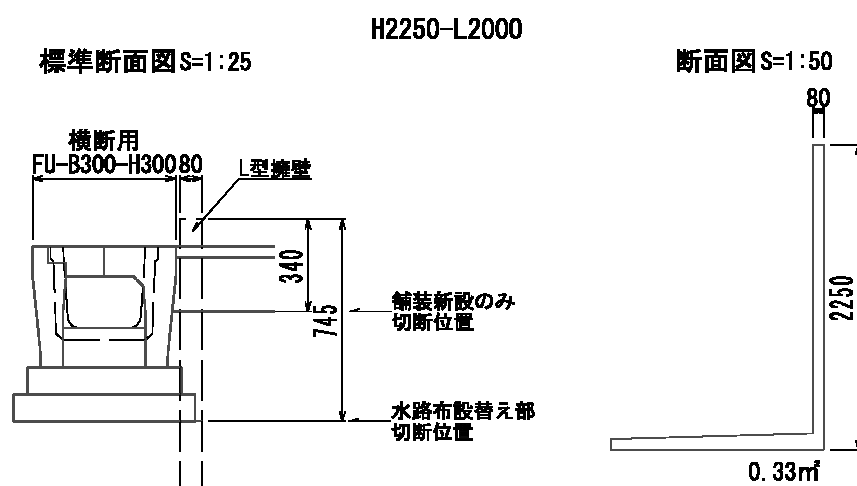 H2250-L2000
標準断面図S=1:25
断面図S=1:50
80
横断用
FU-B300-H300
80
L型擁壁
340
745
舗装新設のみ
切断位置
2250
水路布設替え部
切断位置
0.33㎡